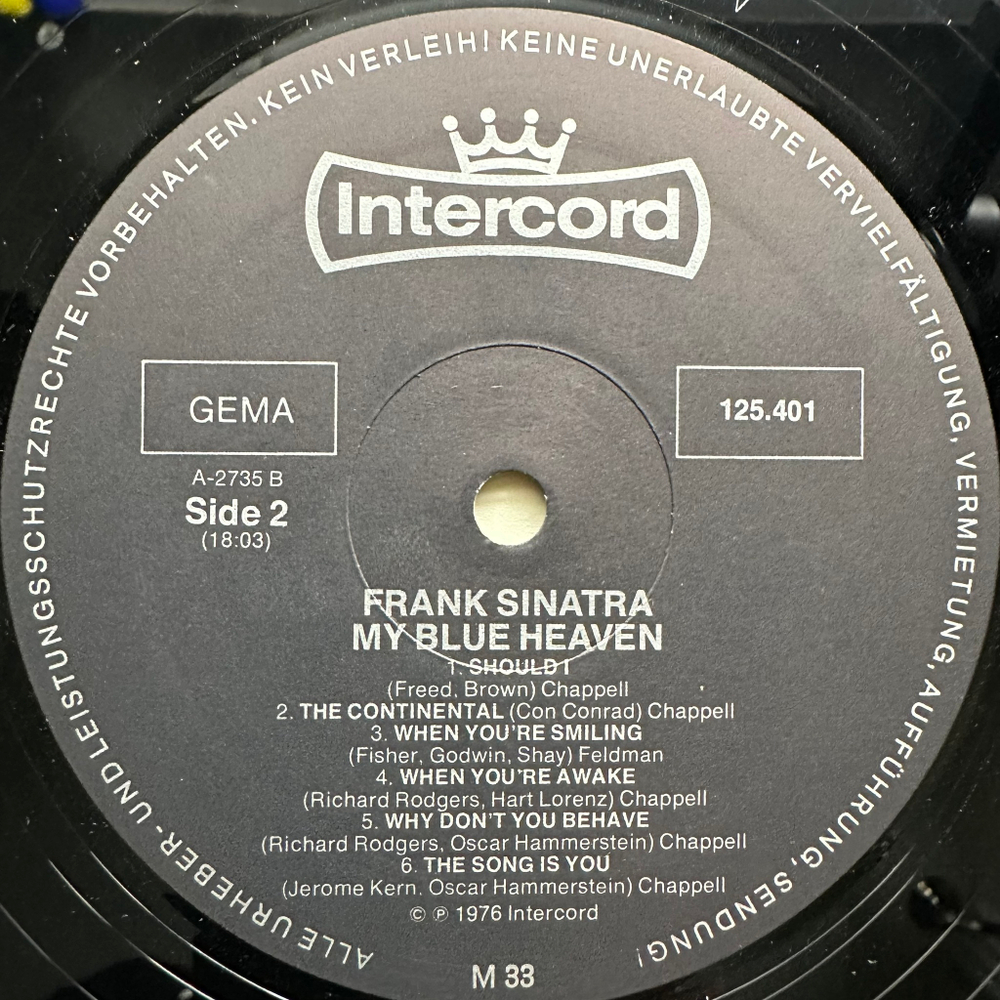 ALLE URHEBER- UND LEISTUNGSSCHUTZRECHTE VORBEHALTEN. KEIN VERLEIH! KEINE UNERLAUBTE VERVIELFÄLTIGUNG, VERMIETUNG, AUFFÜHRUNG, SENDUNG!
Intercord
GEMA
125.401
A-2735 B
Side 2
(18:03)
FRANK SINATRA
MY BLUE HEAVEN
1. SHOULD I
(Freed, Brown) Chappell
2. THE CONTINENTAL (Con Conrad) Chappell
3. WHEN YOU'RE SMILING
(Fisher, Godwin, Shay) Feldman
4. WHEN YOU'RE AWAKE
(Richard Rodgers, Hart Lorenz) Chappell
5. WHY DON'T YOU BEHAVE
(Richard Rodgers, Oscar Hammerstein) Chappell
6. THE SONG IS YOU
(Jerome Kern, Oscar Hammerstein) Chappell
© ℗ 1976 Intercord
M 33